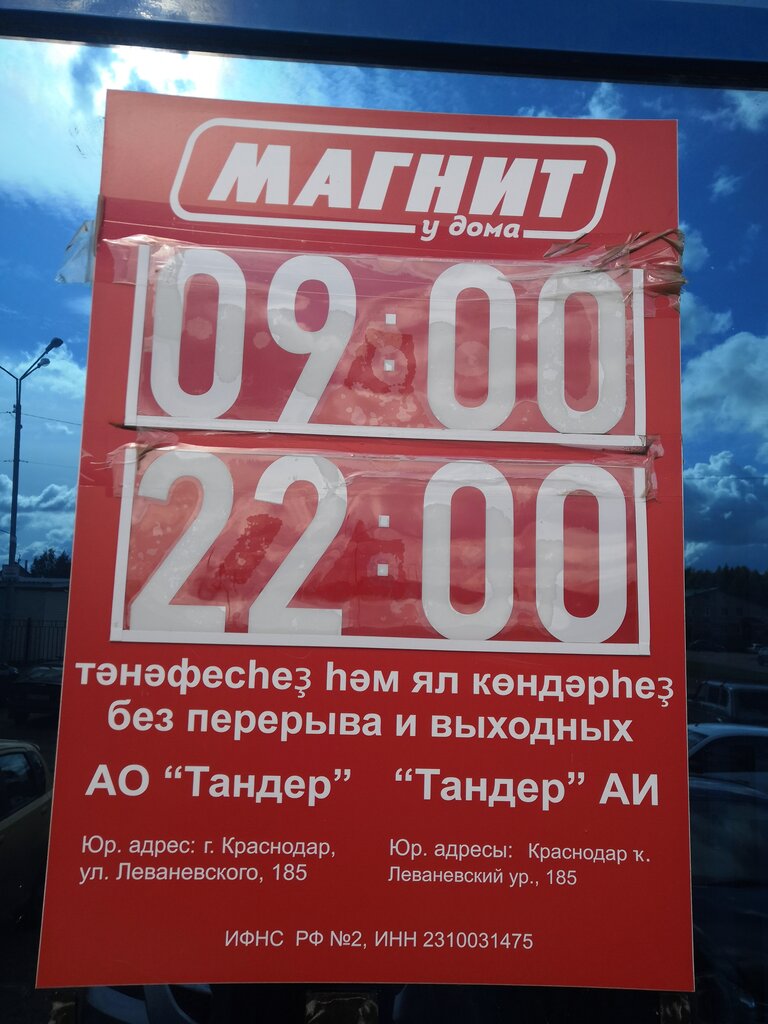 МАГНИТ
у дома
09:00
22:00
тәнәфесһеҙ һәм ял көндәрһеҙ
без перерыва и выходных
АО “Тандер” “Тандер” АИ
Юр. адрес: г. Краснодар, Юр. адресы: Краснодар ҡ.
ул. Леваневского, 185 Леваневский ур., 185
ИФНС РФ №2, ИНН 2310031475